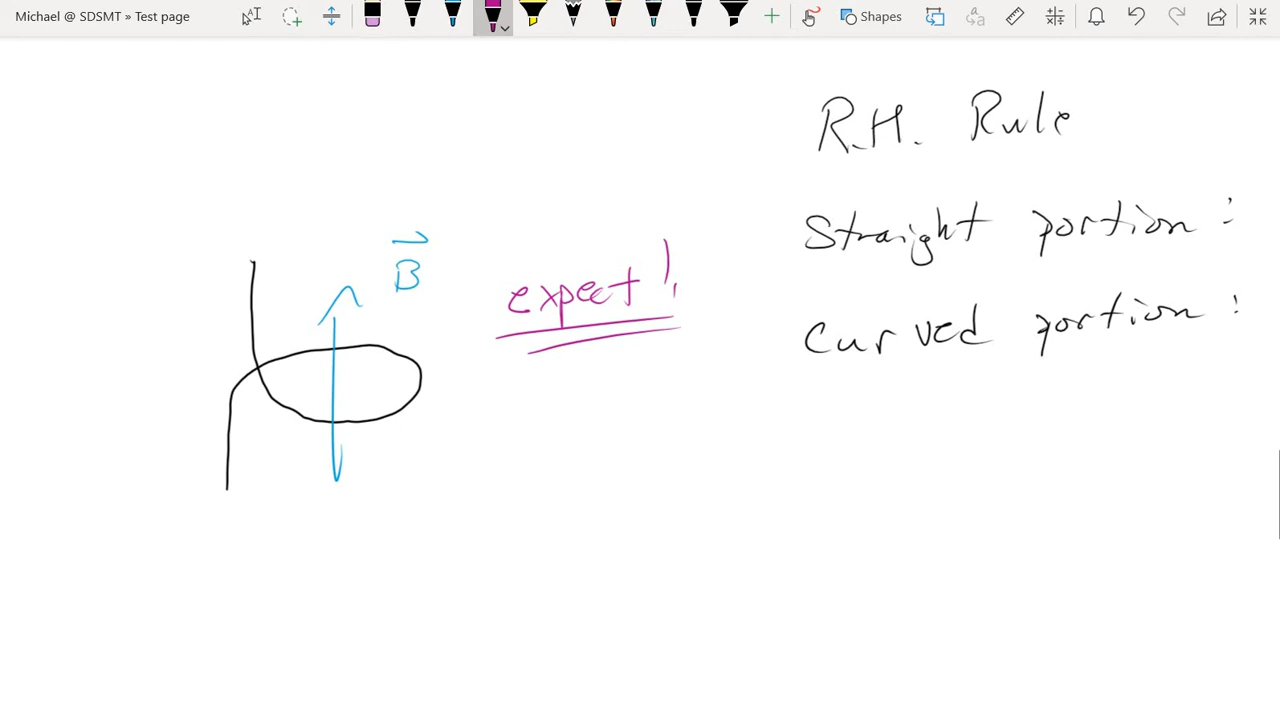 Michael @ SDSMT » Test page
Shapes
R.H. Rule
Straight portion :
Curved portion :
B
expect!